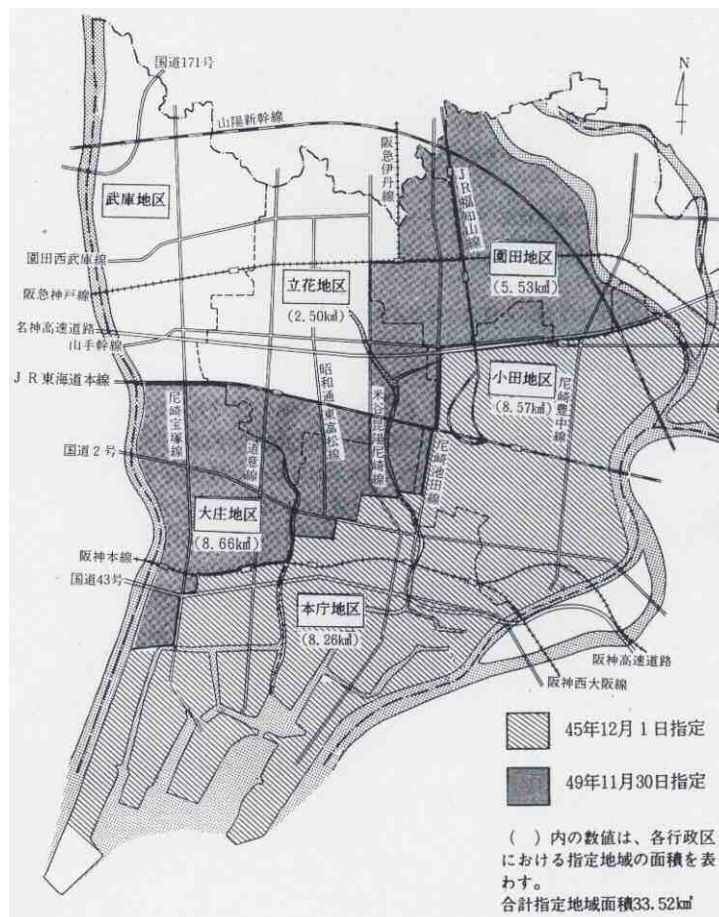 国道171号
N
山陽新幹線
阪急伊丹線
JR福知山線
武庫地区
園田西武庫線
園田地区
(5.53k㎡)
立花地区
(2.50k㎡)
阪急神戸線
名神高速道路
山手幹線
JR東海道本線
小田地区
(8.57k㎡)
尼崎豊中線
尼崎宝塚線
道意線
昭和通東富松線
米谷昆陽尼崎線
尼崎池田線
国道2号
大庄地区
(8.66k㎡)
阪神本線
国道43号
本庁地区
(8.26k㎡)
阪神高速道路
阪神西大阪線
45年12月1日指定
49年11月30日指定
( )内の数値は、各行政区
における指定地域の面積を表
わす。
合計指定地域面積33.52k㎡